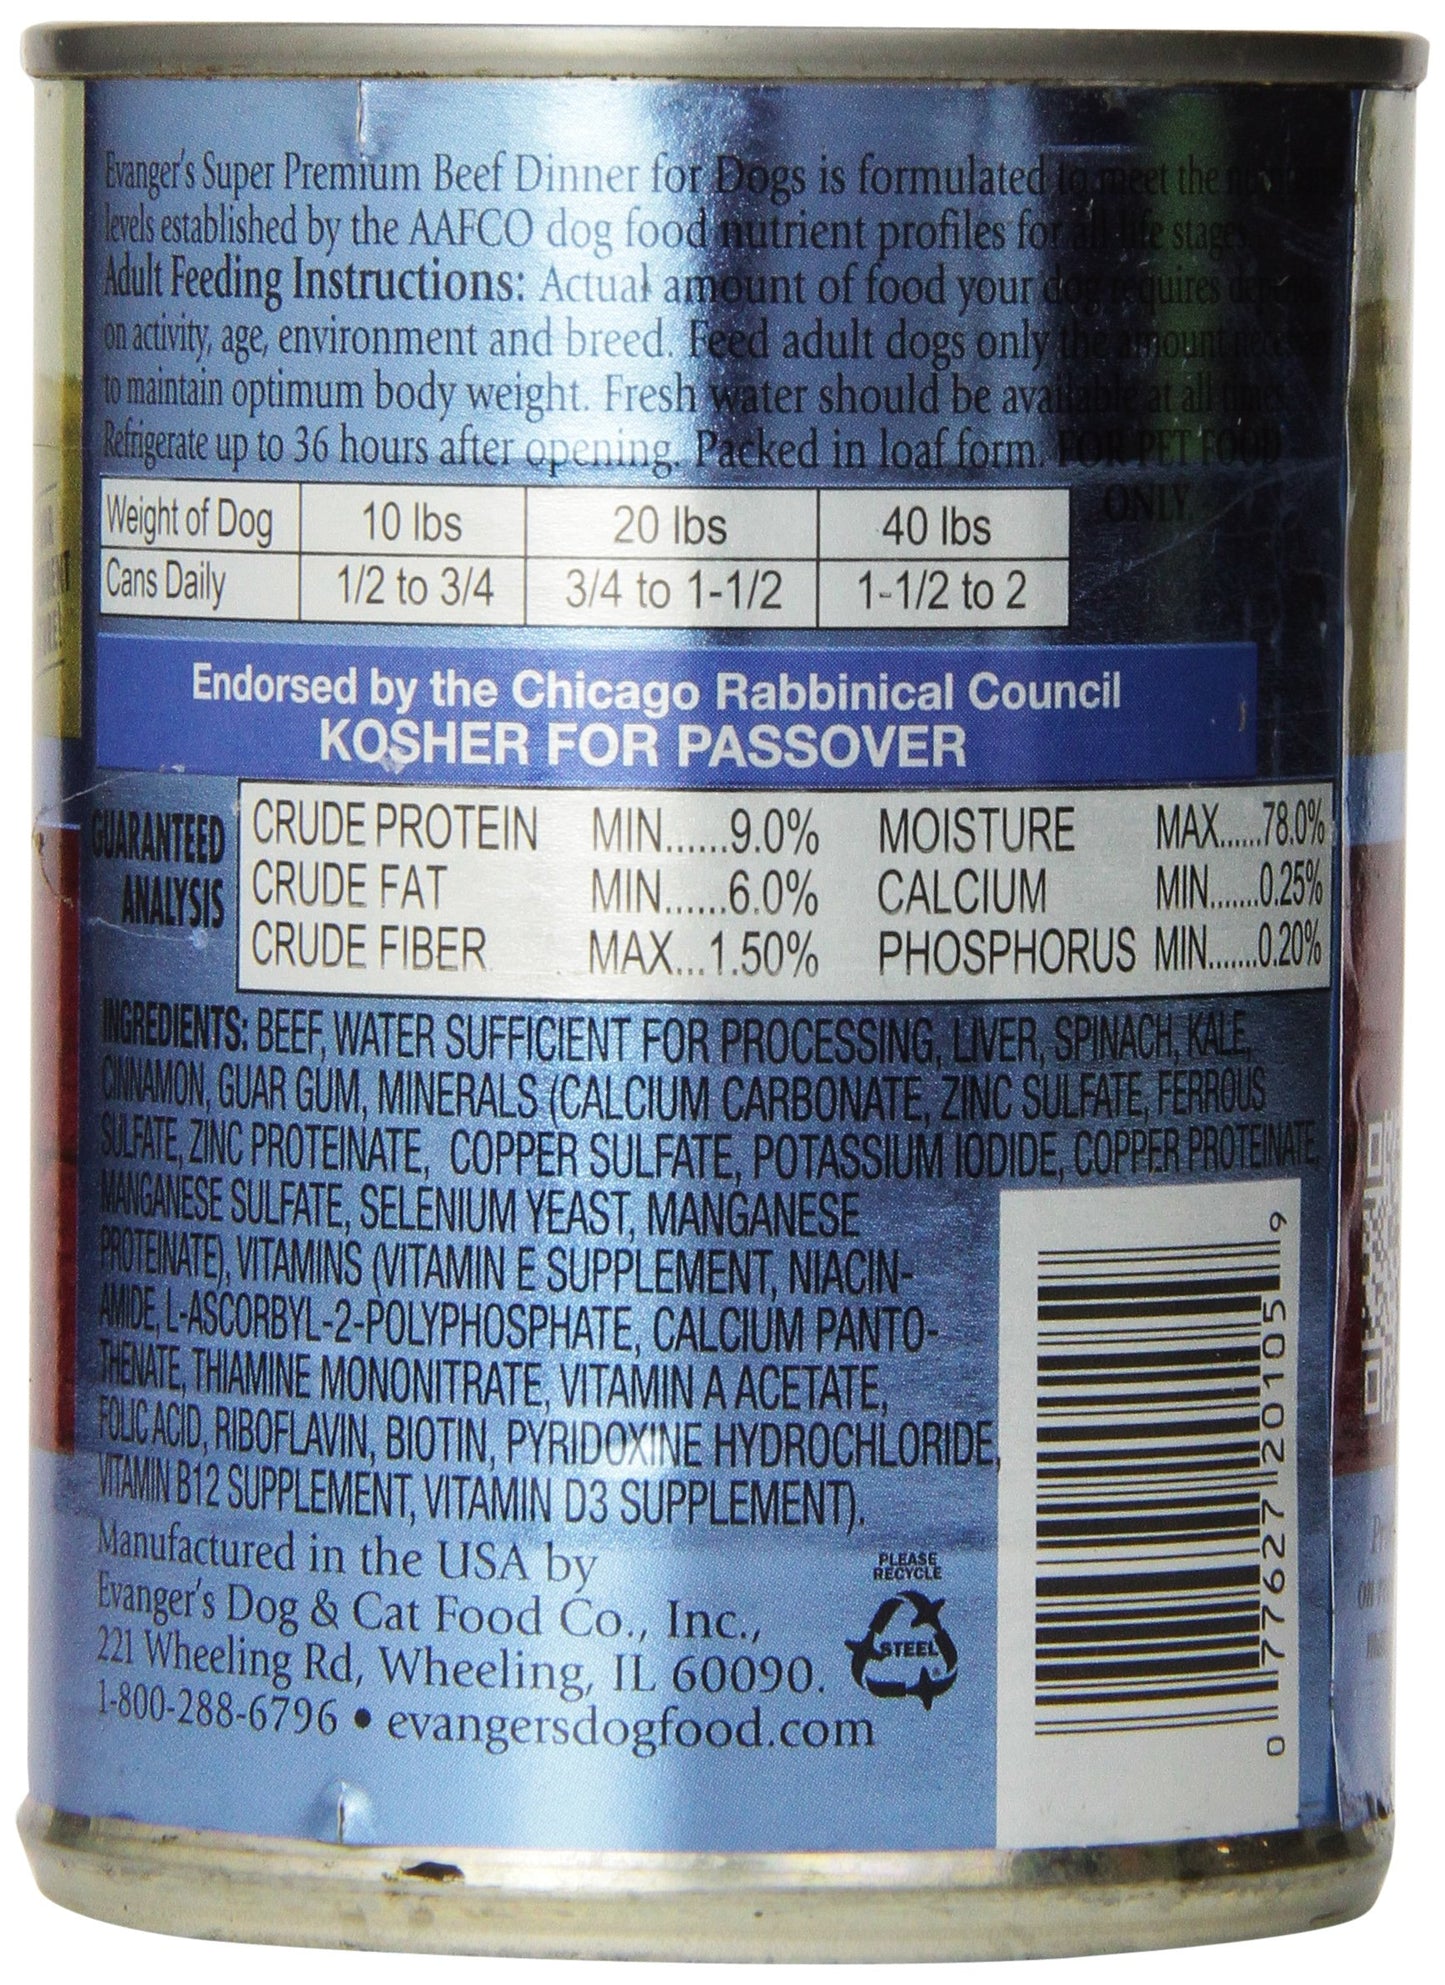 Evanger's Super Premium Beef Dinner for Dogs is formulated to meet the
levels established by the AAFCO dog food nutrient profiles for all life stages.
Adult Feeding Instructions: Actual amount of food your dog requires depends
on activity, age, environment and breed. Feed adult dogs only the amount necessary
to maintain optimum body weight. Fresh water should be available at all times.
Refrigerate up to 36 hours after opening. Packed in loaf form. FOR PET FOOD
ONLY.
Weight of Dog 10 lbs 20 lbs 40 lbs
Cans Daily 1/2 to 3/4 3/4 to 1-1/2 1-1/2 to 2
Endorsed by the Chicago Rabbinical Council
KOSHER FOR PASSOVER
GUARANTEED ANALYSIS
CRUDE PROTEIN MIN......9.0% MOISTURE MAX......78.0%
CRUDE FAT MIN......6.0% CALCIUM MIN.......0.25%
CRUDE FIBER MAX...1.50% PHOSPHORUS MIN.......0.20%
INGREDIENTS: BEEF, WATER SUFFICIENT FOR PROCESSING, LIVER, SPINACH, KALE,
CINNAMON, GUAR GUM, MINERALS (CALCIUM CARBONATE, ZINC SULFATE, FERROUS
SULFATE, ZINC PROTEINATE, COPPER SULFATE, POTASSIUM IODIDE, COPPER PROTEINATE,
MANGANESE SULFATE, SELENIUM YEAST, MANGANESE
PROTEINATE), VITAMINS (VITAMIN E SUPPLEMENT, NIACIN-
AMIDE, L-ASCORBYL-2-POLYPHOSPHATE, CALCIUM PANTO-
THENATE, THIAMINE MONONITRATE, VITAMIN A ACETATE,
FOLIC ACID, RIBOFLAVIN, BIOTIN, PYRIDOXINE HYDROCHLORIDE,
VITAMIN B12 SUPPLEMENT, VITAMIN D3 SUPPLEMENT).
Manufactured in the USA by
Evanger's Dog & Cat Food Co., Inc.,
221 Wheeling Rd, Wheeling, IL 60090.
1-800-288-6796 • evangersdogfood.com
PLEASE
RECYCLE
STEEL
0 77627 20105 9